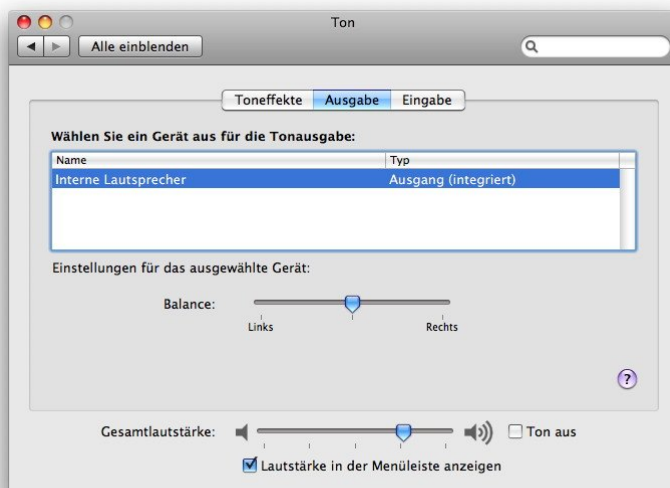 Ton
Alle einblenden
Toneffekte Ausgabe Eingabe
Wählen Sie ein Gerät aus für die Tonausgabe:
Name Typ
Interne Lautsprecher Ausgang (integriert)
Einstellungen für das ausgewählte Gerät:
Balance:
Links Rechts
?
Gesamtlautstärke: Ton aus
Lautstärke in der Menüleiste anzeigen